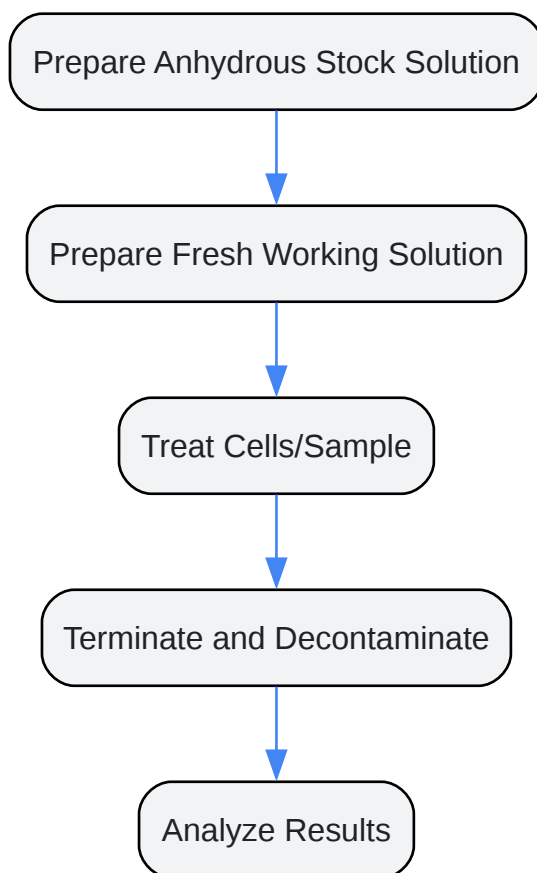 Prepare Anhydrous Stock Solution
Prepare Fresh Working Solution
Treat Cells/Sample
Terminate and Decontaminate
Analyze Results